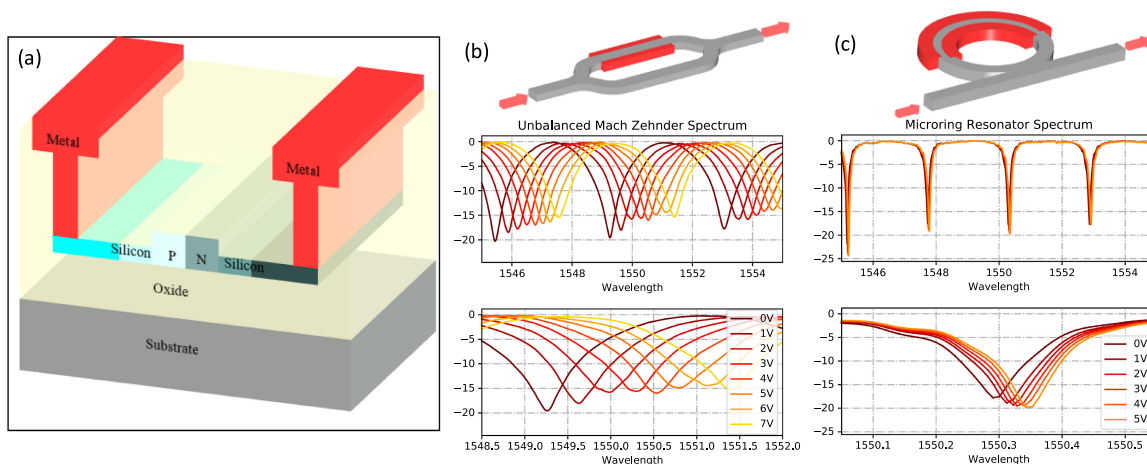 (a)
Metal
Metal
Silicon
P
N
Silicon
Oxide
Substrate
(b)
Unbalanced Mach Zehnder Spectrum
0
−5
−10
−15
−20
1546 1548 1550 1552 1554
Wavelength
0
−5
−10
−15
−20
0V
1V
2V
3V
4V
5V
6V
7V
1548.5 1549.0 1549.5 1550.0 1550.5 1551.0 1551.5 1552.0
Wavelength
(c)
Microring Resonator Spectrum
0
−5
−10
−15
−20
−25
1546 1548 1550 1552 1554
Wavelength
0
−5
−10
−15
−20
−25
0V
1V
2V
3V
4V
5V
1550.1 1550.2 1550.3 1550.4 1550.5
Wavelength